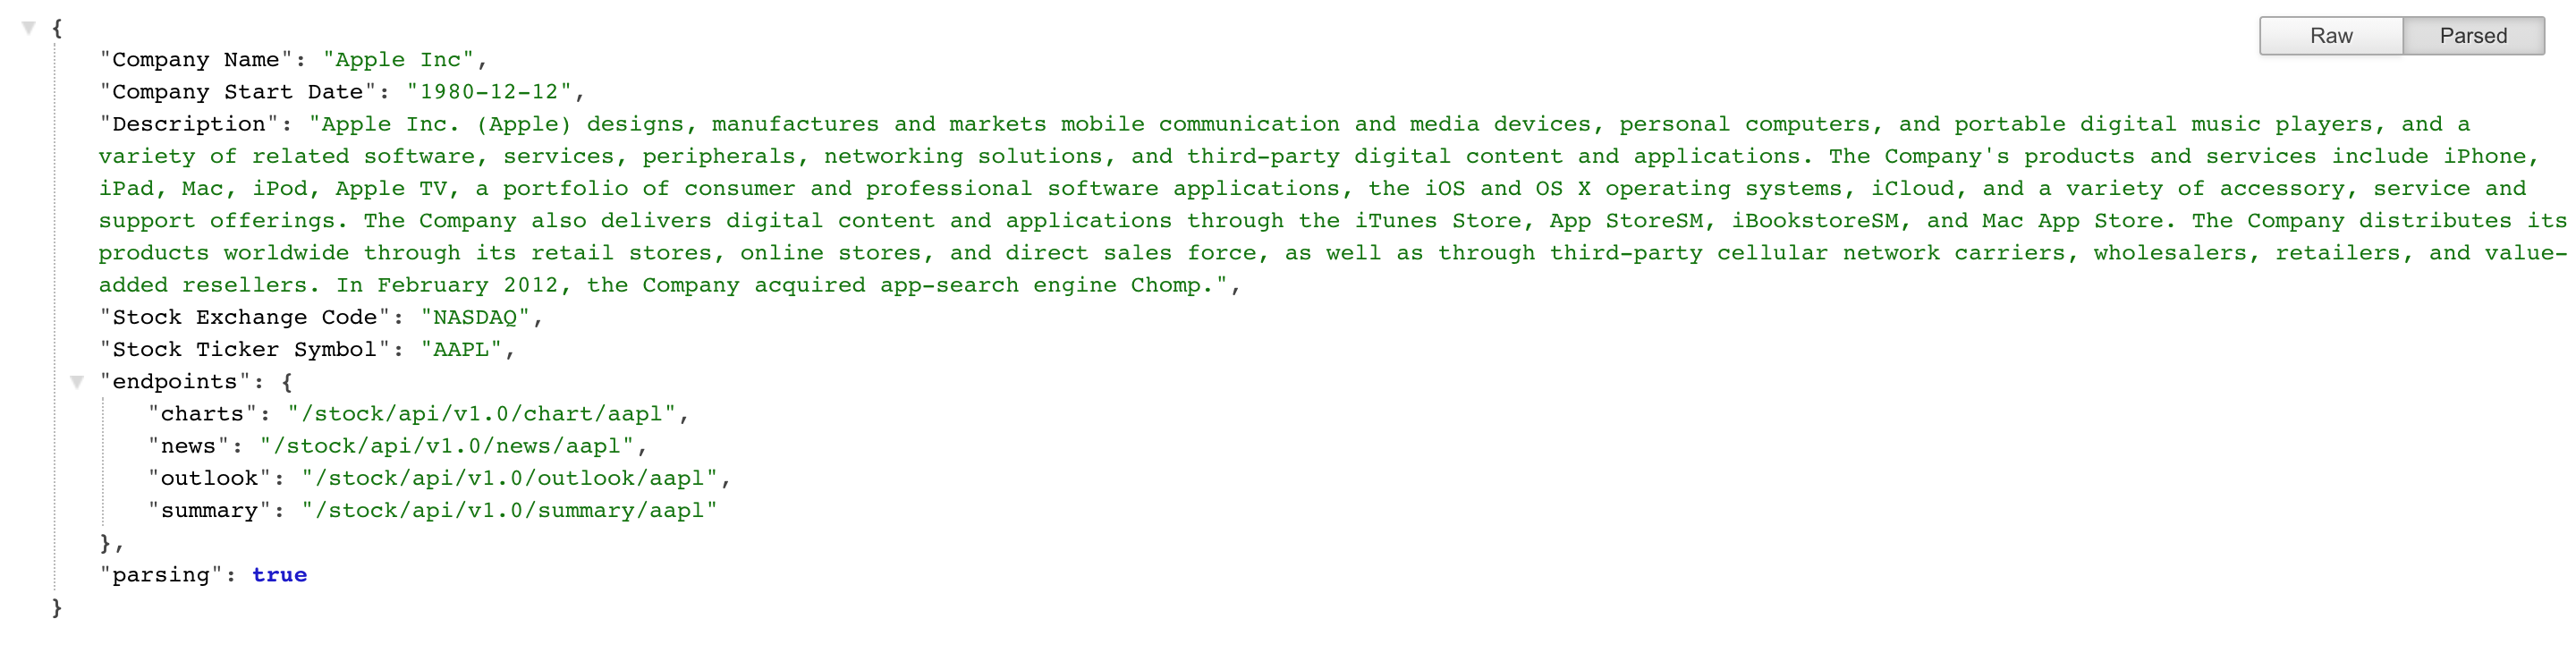 {
Raw Parsed
"Company Name": "Apple Inc",
"Company Start Date": "1980-12-12",
"Description": "Apple Inc. (Apple) designs, manufactures and markets mobile communication and media devices, personal computers, and portable digital music players, and a
variety of related software, services, peripherals, networking solutions, and third-party digital content and applications. The Company's products and services include iPhone,
iPad, Mac, iPod, Apple TV, a portfolio of consumer and professional software applications, the iOS and OS X operating systems, iCloud, and a variety of accessory, service and
support offerings. The Company also delivers digital content and applications through the iTunes Store, App StoreSM, iBookstoreSM, and Mac App Store. The Company distributes its
products worldwide through its retail stores, online stores, and direct sales force, as well as through third-party cellular network carriers, wholesalers, retailers, and value-
added resellers. In February 2012, the Company acquired app-search engine Chomp.",
"Stock Exchange Code": "NASDAQ",
"Stock Ticker Symbol": "AAPL",
"endpoints": {
"charts": "/stock/api/v1.0/chart/aapl",
"news": "/stock/api/v1.0/news/aapl",
"outlook": "/stock/api/v1.0/outlook/aapl",
"summary": "/stock/api/v1.0/summary/aapl"
},
"parsing": true
}